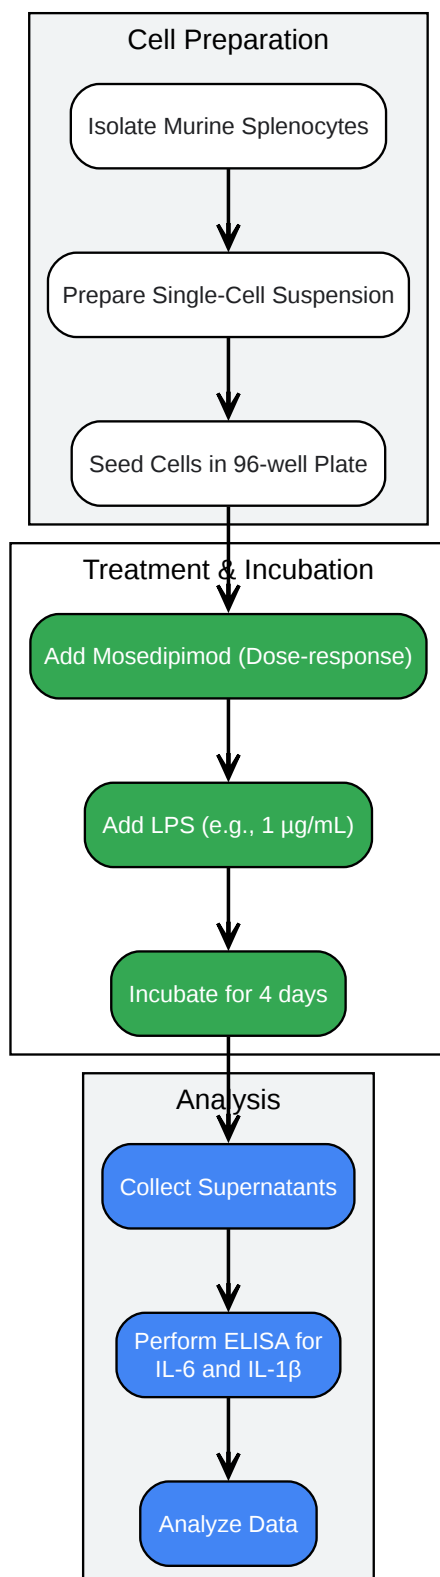 Cell Preparation
Isolate Murine Splenocytes
Prepare Single-Cell Suspension
Seed Cells in 96-well Plate
Treatment & Incubation
Add Mosedipimod (Dose-response)
Add LPS (e.g., 1 µg/mL)
Incubate for 4 days
Analysis
Collect Supernatants
Perform ELISA for
IL-6 and IL-1β
Analyze Data